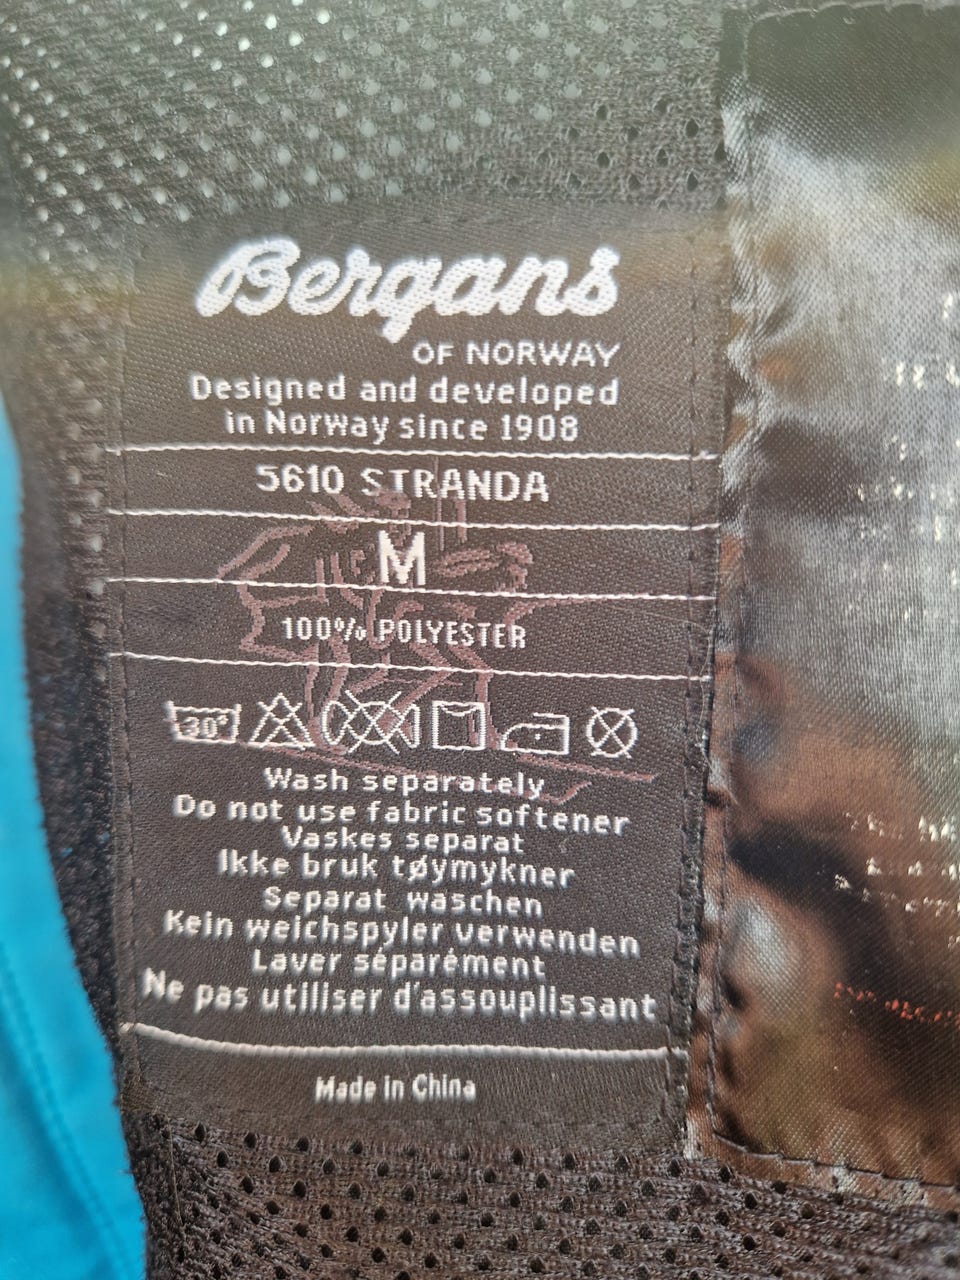 Bergans
OF NORWAY
Designed and developed
in Norway since 1908
5610 STRANDA
M
100% POLYESTER
30°
Wash separately
Do not use fabric softener
Vaskes separat
Ikke bruk tøymykner
Separat waschen
Kein weichspyler verwenden
Laver séparément
Ne pas utiliser d'assouplissant
Made in China